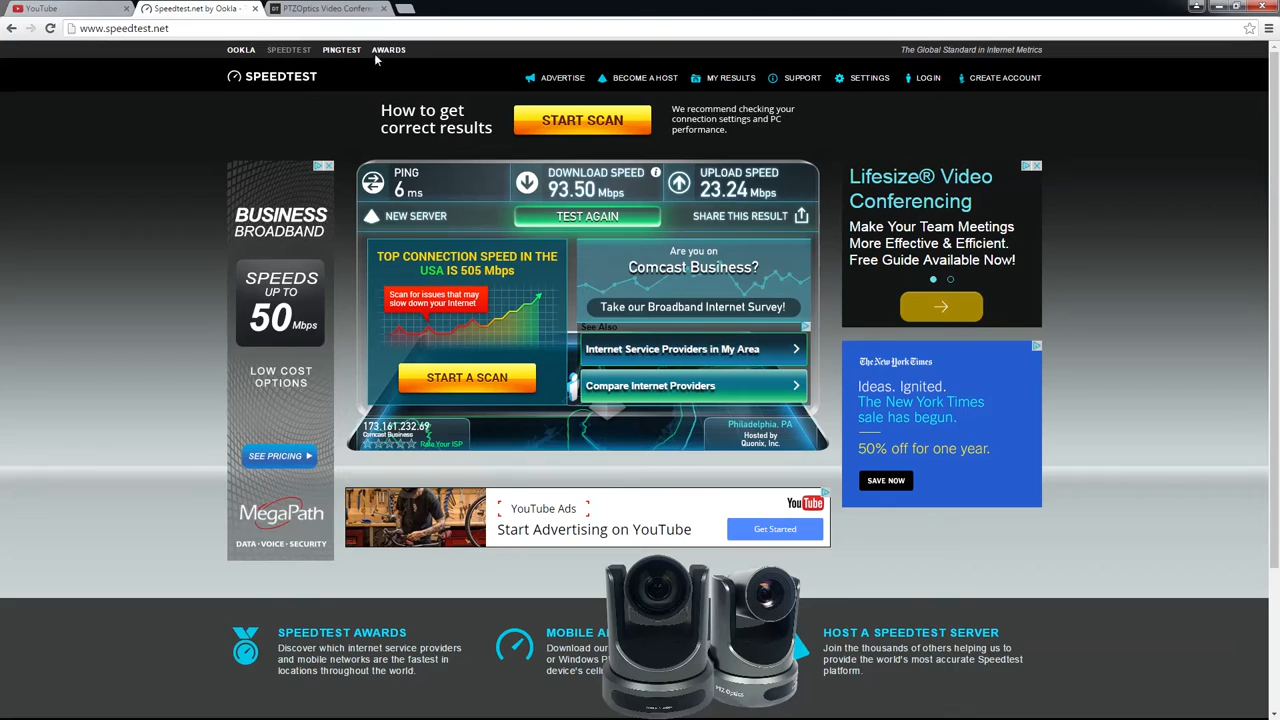 YouTube
Speedtest.net by Ookla -
PTZOptics Video Confere
www.speedtest.net
OOKLA SPEEDTEST PINGTEST AWARDS
The Global Standard in Internet Metrics
SPEEDTEST
ADVERTISE BECOME A HOST MY RESULTS SUPPORT SETTINGS LOGIN CREATE ACCOUNT
How to get
correct results
START SCAN
We recommend checking your
connection settings and PC
performance.
PING
6 ms
DOWNLOAD SPEED
93.50 Mbps
UPLOAD SPEED
23.24 Mbps
NEW SERVER
TEST AGAIN
SHARE THIS RESULT
TOP CONNECTION SPEED IN THE
USA IS 505 Mbps
Scan for issues that may
slow down your Internet
START A SCAN
Are you on
Comcast Business?
Take our Broadband Internet Survey!
See Also
Internet Service Providers in My Area
Compare Internet Providers
173.161.232.69
Comcast Business
Rate Your ISP
Philadelphia, PA
Hosted by
Quonix, Inc.
BUSINESS
BROADBAND
SPEEDS
UP TO
50 Mbps
LOW COST
OPTIONS
SEE PRICING
MegaPath
DATA • VOICE • SECURITY
Lifesize® Video
Conferencing
Make Your Team Meetings
More Effective & Efficient.
Free Guide Available Now!
The New York Times
Ideas. Ignited.
The New York Times
sale has begun.
50% off for one year.
SAVE NOW
YouTube Ads
Start Advertising on YouTube
YouTube
Get Started
SPEEDTEST AWARDS
Discover which internet service providers
and mobile networks are the fastest in
locations throughout the world.
MOBILE
Download our
or Windows
device's
HOST A SPEEDTEST SERVER
Join the thousands of others helping us to
provide the world's most accurate Speedtest
platform.
PTZ Optics